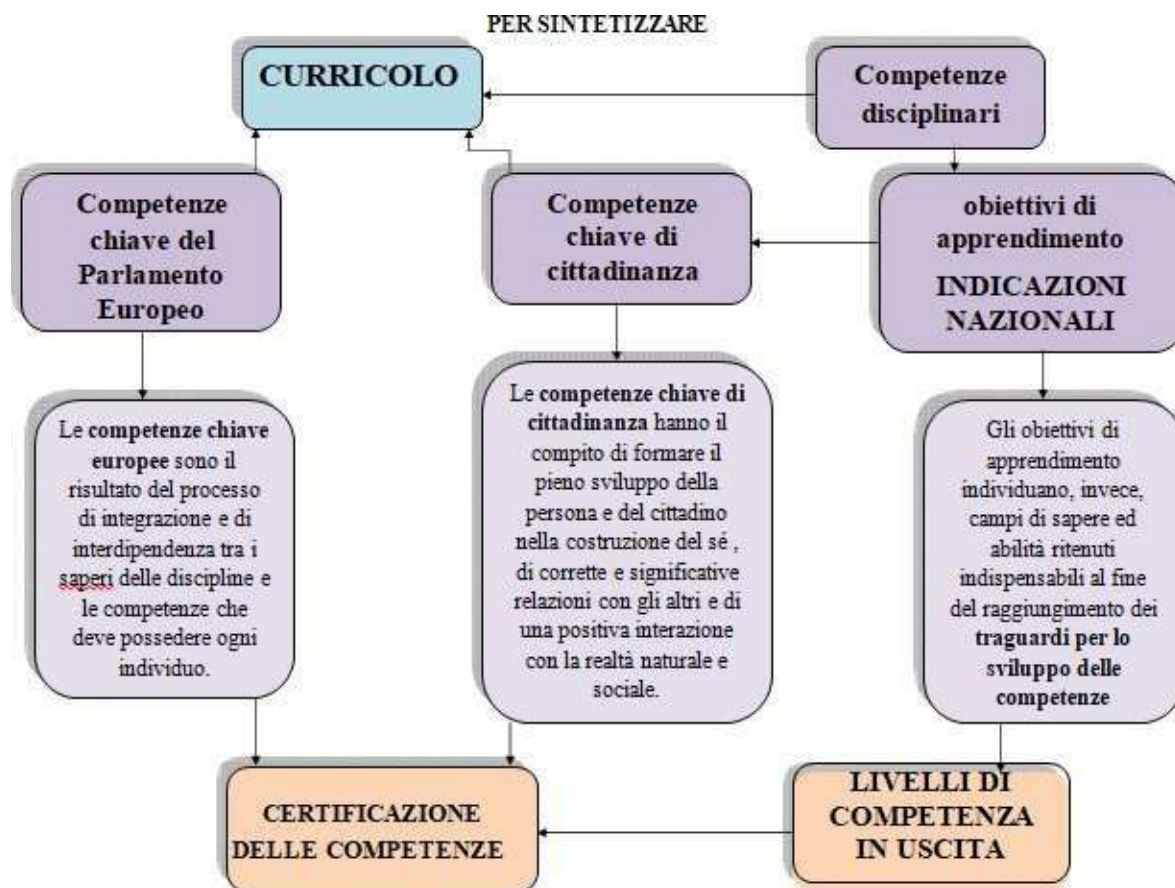 PER SINTETIZZARE
CURRICOLO
Competenze
disciplinari
Competenze
chiave del
Parlamento
Europeo
Competenze
chiave di
cittadinanza
obiettivi di
apprendimento
INDICAZIONI
NAZIONALI
Le competenze chiave
europee sono il
risultato del processo
di integrazione e di
interdipendenza tra i
saperi delle discipline e
le competenze che
deve possedere ogni
individuo.
Le competenze chiave di
cittadinanza hanno il
compito di formare il
pieno sviluppo della
persona e del cittadino
nella costruzione del sé ,
di corrette e significative
relazioni con gli altri e di
una positiva interazione
con la realtà naturale e
sociale.
Gli obiettivi di
apprendimento
individuano, invece,
campi di sapere ed
abilità ritenuti
indispensabili al fine
del raggiungimento dei
traguardi per lo
sviluppo delle
competenze
CERTIFICAZIONE
DELLE COMPETENZE
LIVELLI DI
COMPETENZA
IN USCITA